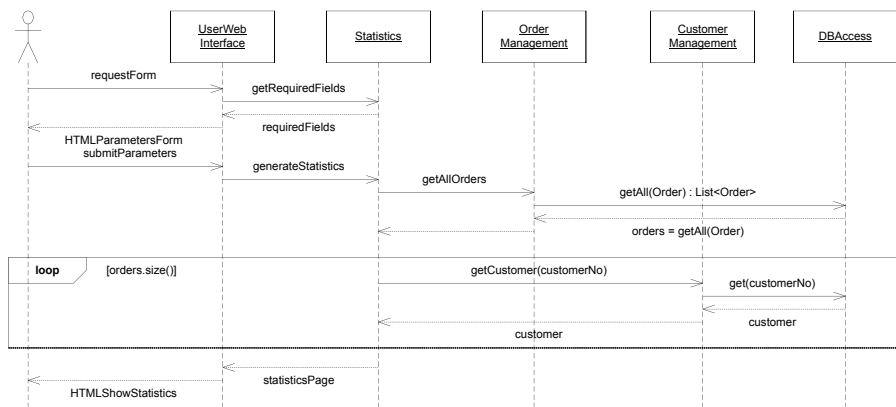 UserWeb
Interface
Statistics
Order
Management
Customer
Management
DBAccess
requestForm
getRequiredFields
requiredFields
HTMLParametersForm
submitParameters
generateStatistics
getAllOrders
getAll(Order) : List<Order>
orders = getAll(Order)
loop [orders.size()]
getCustomer(customerNo)
get(customerNo)
customer
customer
statisticsPage
HTMLShowStatistics